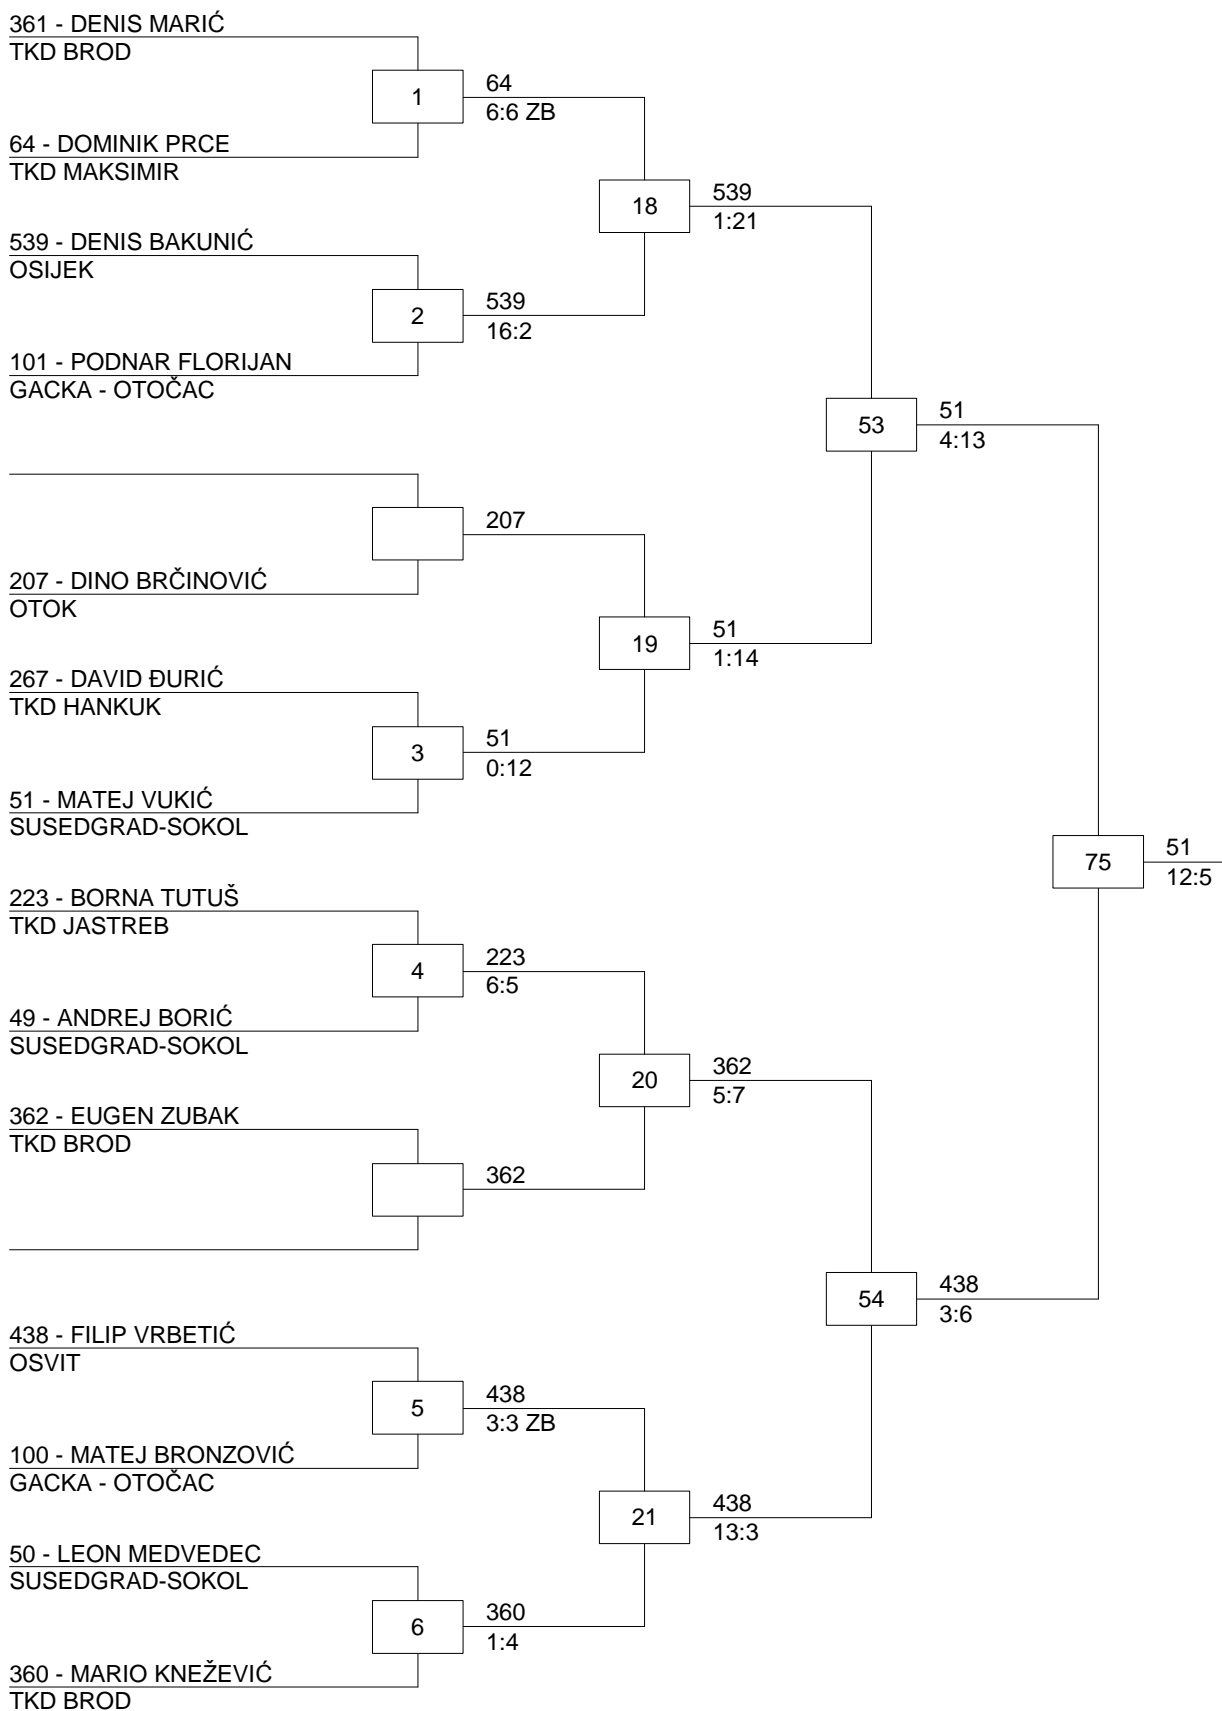 361 - DENIS MARIĆ
TKD BROD
1
64
6:6 ZB
64 - DOMINIK PRCE
TKD MAKSIMIR
18
539
1:21
539 - DENIS BAKUNIĆ
OSIJEK
2
539
16:2
101 - PODNAR FLORIJAN
GACKA - OTOČAC
53
51
4:13
207
207 - DINO BRČINOVIĆ
OTOK
19
51
1:14
267 - DAVID ĐURIĆ
TKD HANKUK
3
51
0:12
51 - MATEJ VUKIĆ
SUSEDGRAD-SOKOL
75
51
12:5
223 - BORNA TUTUŠ
TKD JASTREB
4
223
6:5
49 - ANDREJ BORIĆ
SUSEDGRAD-SOKOL
20
362
5:7
362 - EUGEN ZUBAK
TKD BROD
362
54
438
3:6
438 - FILIP VRBETIĆ
OSVIT
5
438
3:3 ZB
100 - MATEJ BRONZOVIĆ
GACKA - OTOČAC
21
438
13:3
50 - LEON MEDVEDEC
SUSEDGRAD-SOKOL
6
360
1:4
360 - MARIO KNEŽEVIĆ
TKD BROD